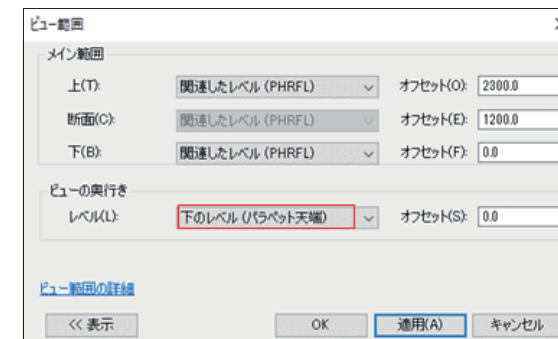 ビュー範囲
メイン範囲
上(T): 関連したレベル (PHRFL) オフセット(O): 2300.0
断面(C): 関連したレベル (PHRFL) オフセット(E): 1200.0
下(B): 関連したレベル (PHRFL) オフセット(F): 0.0
ビューの奥行き
レベル(L): 下のレベル (パラペット天端) オフセット(S): 0.0
ビュー範囲の詳細
<< 表示 OK 適用(A) キャンセル